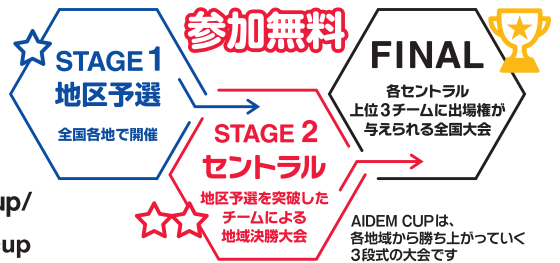 参加無料
STAGE 1
地区予選
全国各地で開催
STAGE 2
セントラル
地区予選を突破した
チームによる
地域決勝大会
FINAL
各セントラル
上位3チームに出場権が
与えられる全国大会
up/
cup
AIDEM CUPは、
各地域から勝ち上がっていく
3段式の大会です